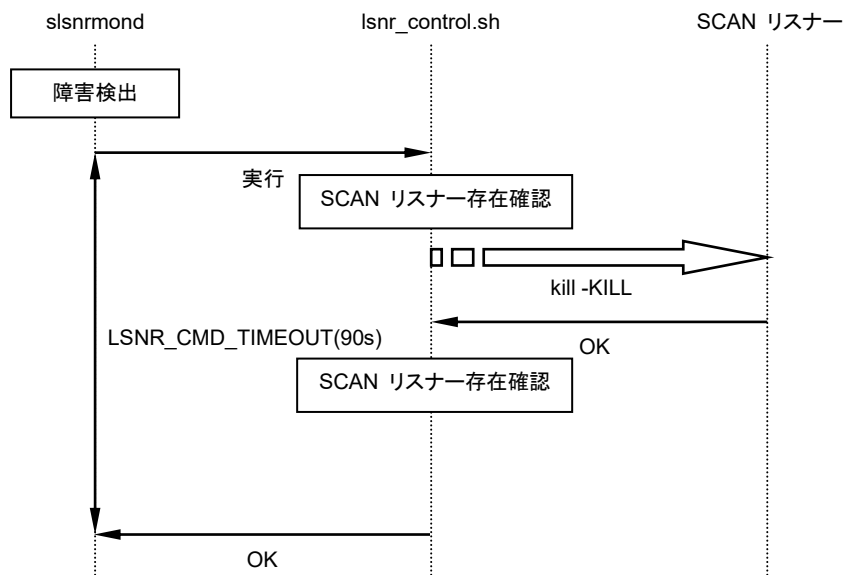 slsnrmond lsnr_control.sh SCAN リスナー
障害検出
実行
SCAN リスナー存在確認
kill -KILL
LSNR_CMD_TIMEOUT(90s)
OK
SCAN リスナー存在確認
OK